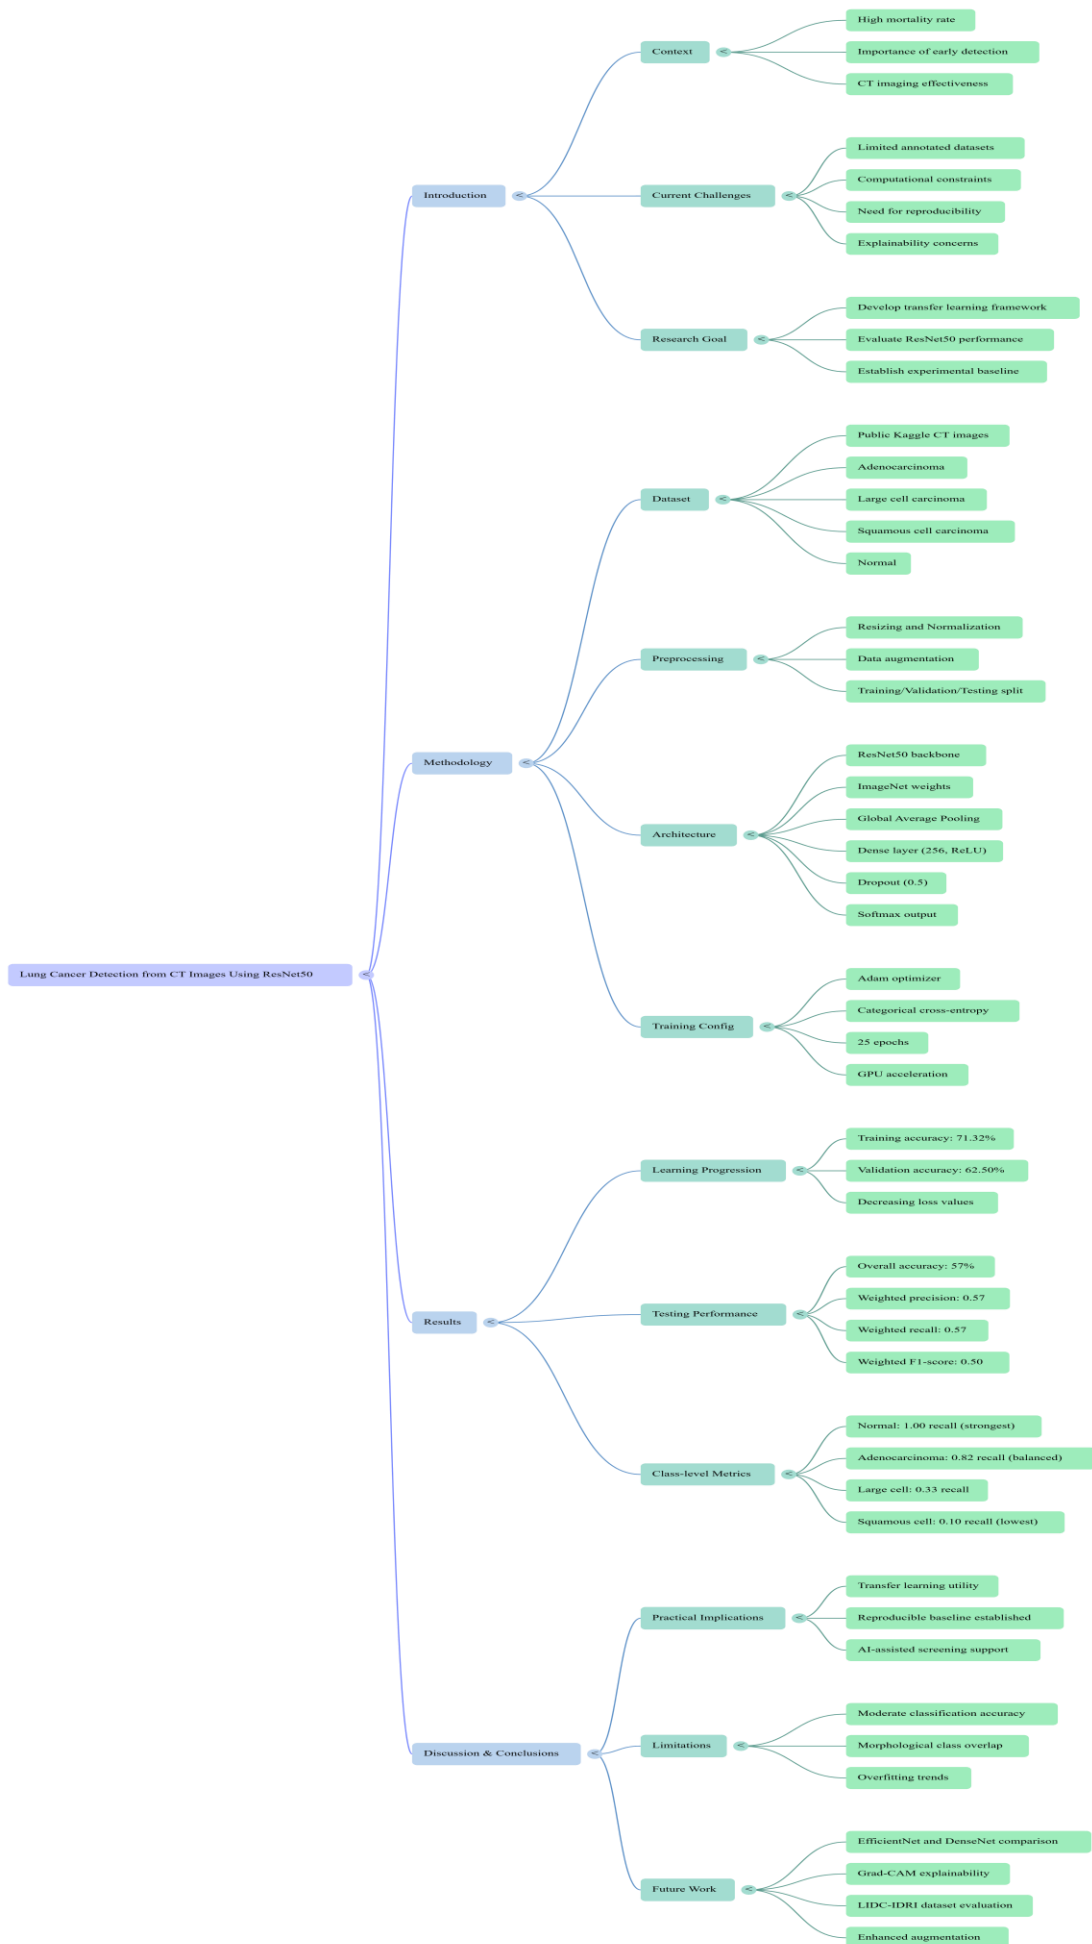 Lung Cancer Detection from CT Images Using ResNet50
Introduction
Context
High mortality rate
Importance of early detection
CT imaging effectiveness
Current Challenges
Limited annotated datasets
Computational constraints
Need for reproducibility
Explainability concerns
Research Goal
Develop transfer learning framework
Evaluate ResNet50 performance
Establish experimental baseline
Methodology
Dataset
Public Kaggle CT images
Adenocarcinoma
Large cell carcinoma
Squamous cell carcinoma
Normal
Preprocessing
Resizing and Normalization
Data augmentation
Training/Validation/Testing split
Architecture
ResNet50 backbone
ImageNet weights
Global Average Pooling
Dense layer (256, ReLU)
Dropout (0.5)
Softmax output
Training Config
Adam optimizer
Categorical cross-entropy
25 epochs
GPU acceleration
Results
Learning Progression
Training accuracy: 71.32%
Validation accuracy: 62.50%
Decreasing loss values
Testing Performance
Overall accuracy: 57%
Weighted precision: 0.57
Weighted recall: 0.57
Weighted F1-score: 0.50
Class-level Metrics
Normal: 1.00 recall (strongest)
Adenocarcinoma: 0.82 recall (balanced)
Large cell: 0.33 recall
Squamous cell: 0.10 recall (lowest)
Discussion & Conclusions
Practical Implications
Transfer learning utility
Reproducible baseline established
AI-assisted screening support
Limitations
Moderate classification accuracy
Morphological class overlap
Overfitting trends
Future Work
EfficientNet and DenseNet comparison
Grad-CAM explainability
LIDC-IDRI dataset evaluation
Enhanced augmentation